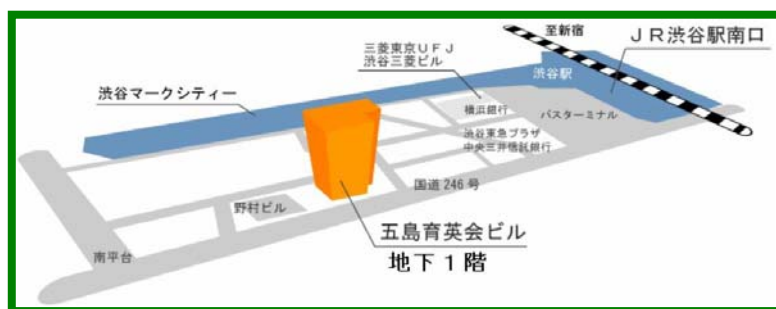 至新宿
JR渋谷駅南口
三菱東京UFJ
渋谷三菱ビル
渋谷駅
渋谷マークシティー
横浜銀行
バスターミナル
渋谷東急プラザ
中央三井信託銀行
国道246号
野村ビル
五島育英会ビル
南平台
地下1階